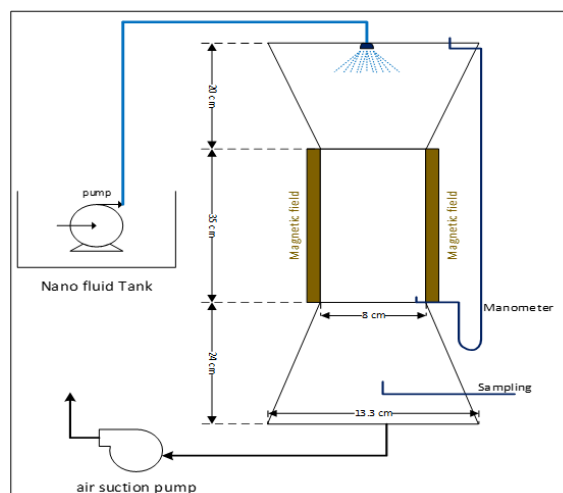 20 cm
pump
Magnetic field
35 cm
Magnetic field
Nano fluid Tank
Manometer
8 cm
24 cm
Sampling
13.3 cm
air suction pump